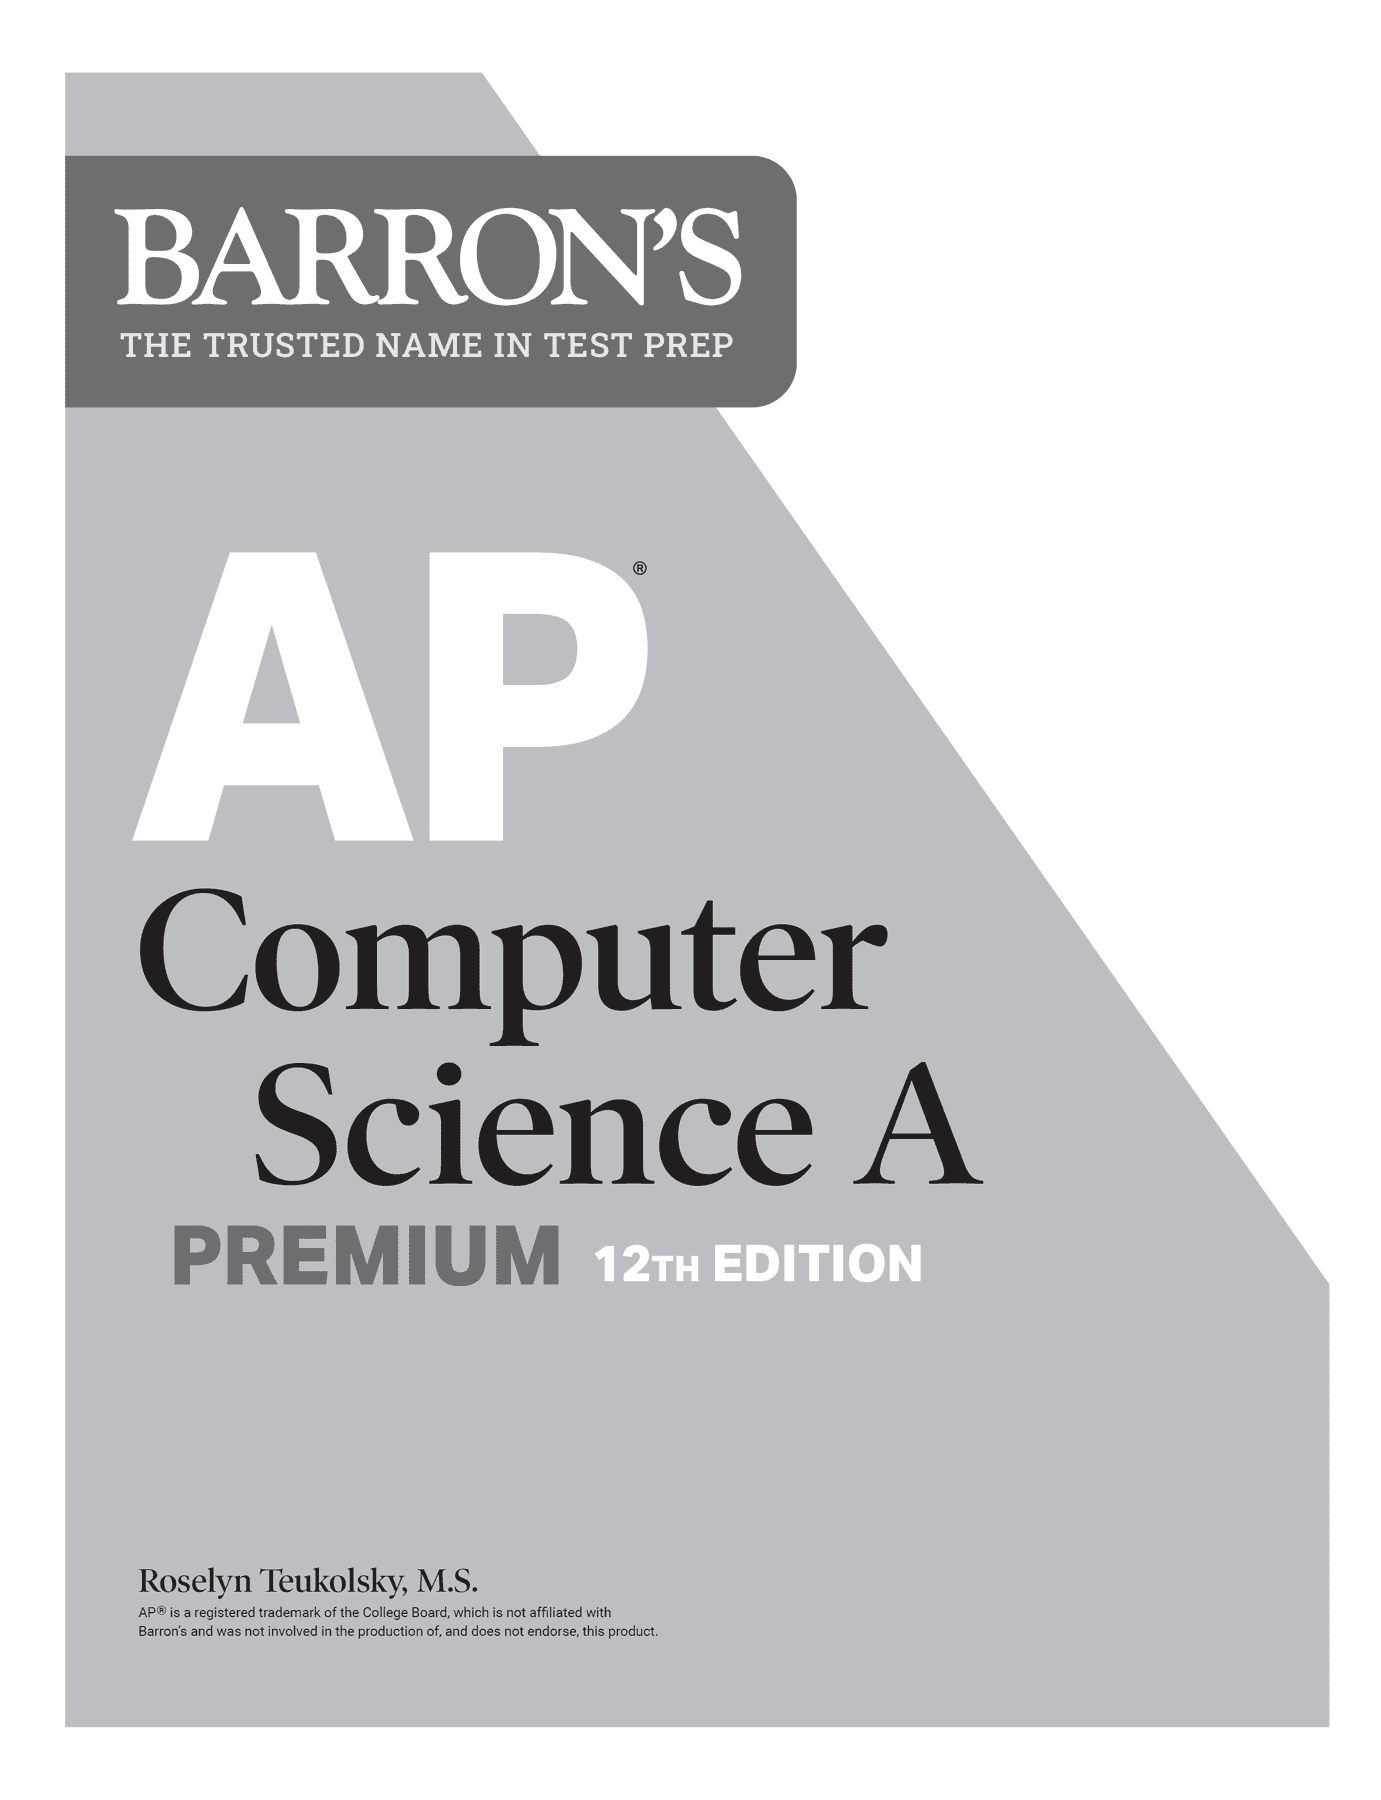 BARRON'S
THE TRUSTED NAME IN TEST PREP
AP®
Computer
Science A
PREMIUM 12TH EDITION
Roselyn Teukolsky, M.S.
AP® is a registered trademark of the College Board, which is not affiliated with
Barron's and was not involved in the production of, and does not endorse, this product.